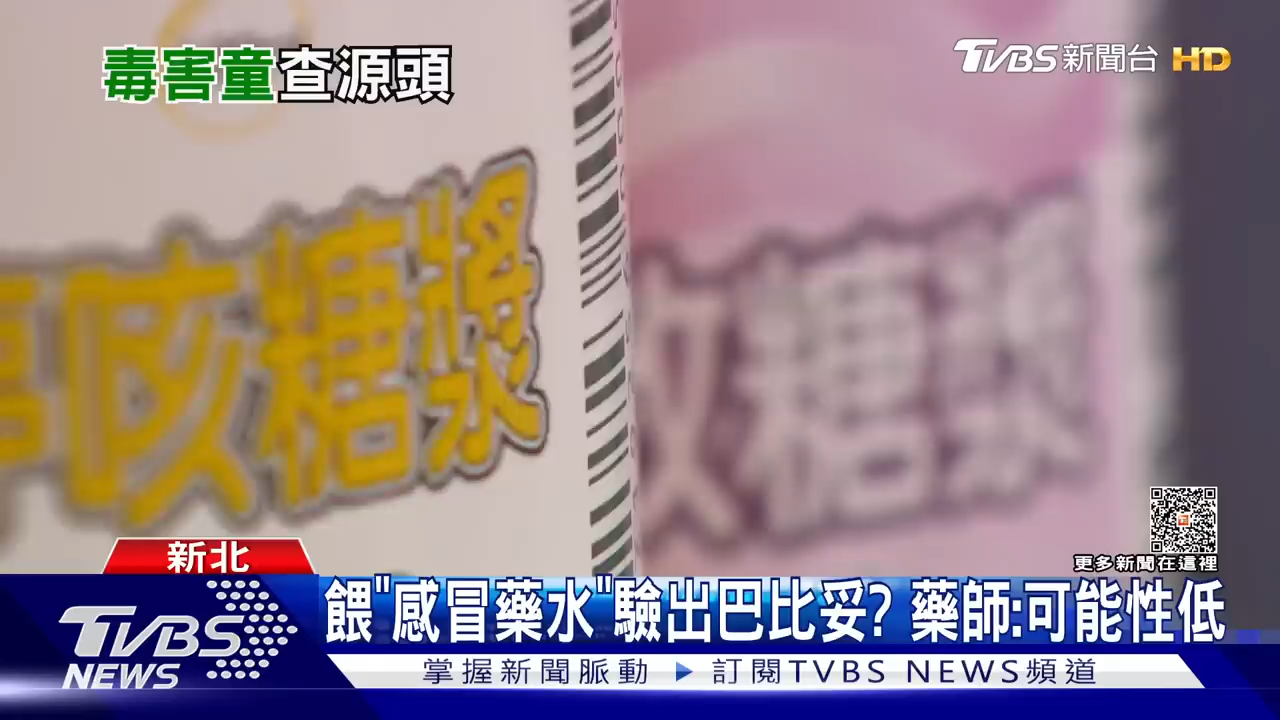 毒害童查源頭
TVBS新聞台 HD
咳糖漿
糖漿
更多新聞在這裡
新北
餵"感冒藥水"驗出巴比妥? 藥師:可能性低
TVBS NEWS
掌握新聞脈動 ▶ 訂閱TVBS NEWS頻道